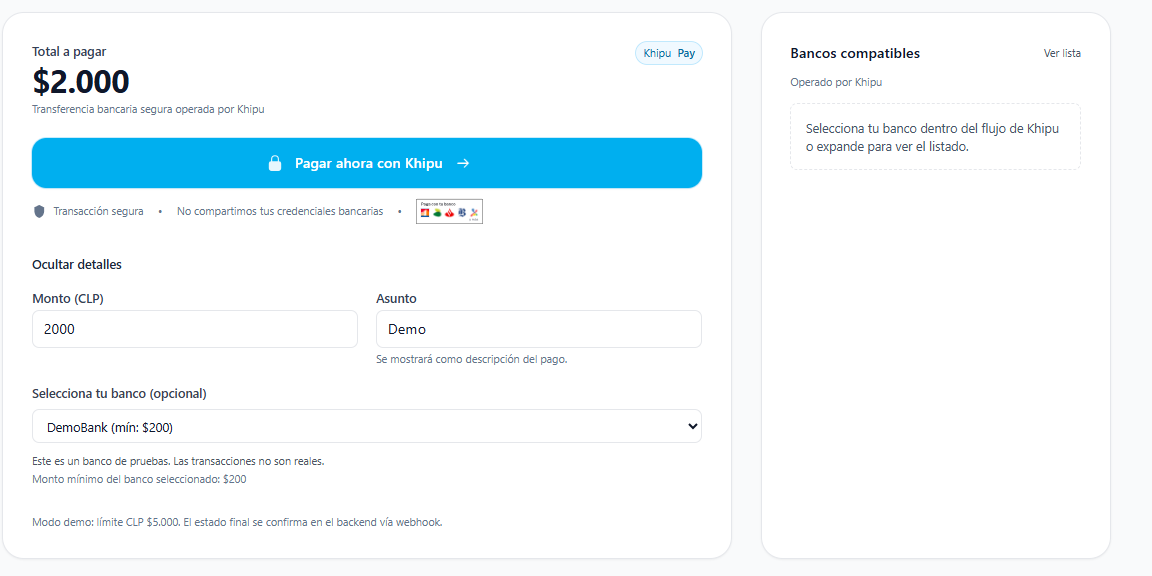 Total a pagar
Khipu Pay
$2.000
Transferencia bancaria segura operada por Khipu
Pagar ahora con Khipu →
Transacción segura • No compartimos tus credenciales bancarias •
Paga con tu banco
y más
Ocultar detalles
Monto (CLP)
Asunto
2000
Demo
Se mostrará como descripción del pago.
Selecciona tu banco (opcional)
DemoBank (mín: $200)
Este es un banco de pruebas. Las transacciones no son reales.
Monto mínimo del banco seleccionado: $200
Modo demo: límite CLP $5.000. El estado final se confirma en el backend vía webhook.
Bancos compatibles
Ver lista
Operado por Khipu
Selecciona tu banco dentro del flujo de Khipu
o expande para ver el listado.